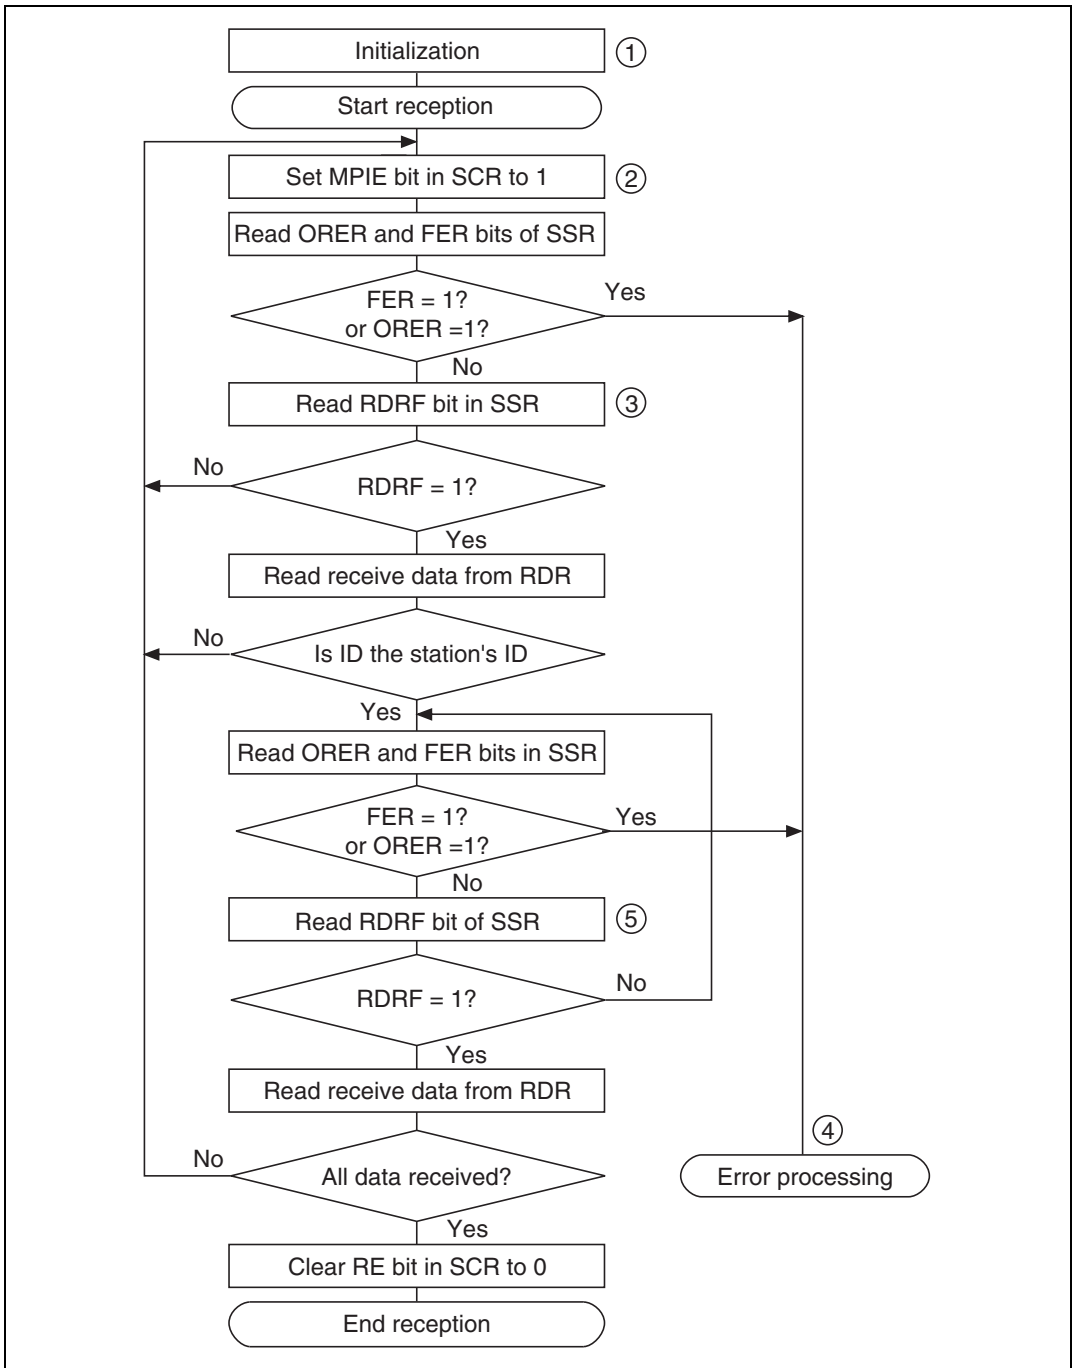 Initialization ①
Start reception
Set MPIE bit in SCR to 1 ②
Read ORER and FER bits of SSR
FER = 1?
or ORER =1?
Yes
No
Read RDRF bit in SSR ③
No
RDRF = 1?
Yes
Read receive data from RDR
No
Is ID the station's ID
Yes
Read ORER and FER bits in SSR
FER = 1?
or ORER =1?
Yes
No
Read RDRF bit of SSR ⑤
RDRF = 1?
No
Yes
Read receive data from RDR
④
No
All data received?
Error processing
Yes
Clear RE bit in SCR to 0
End reception